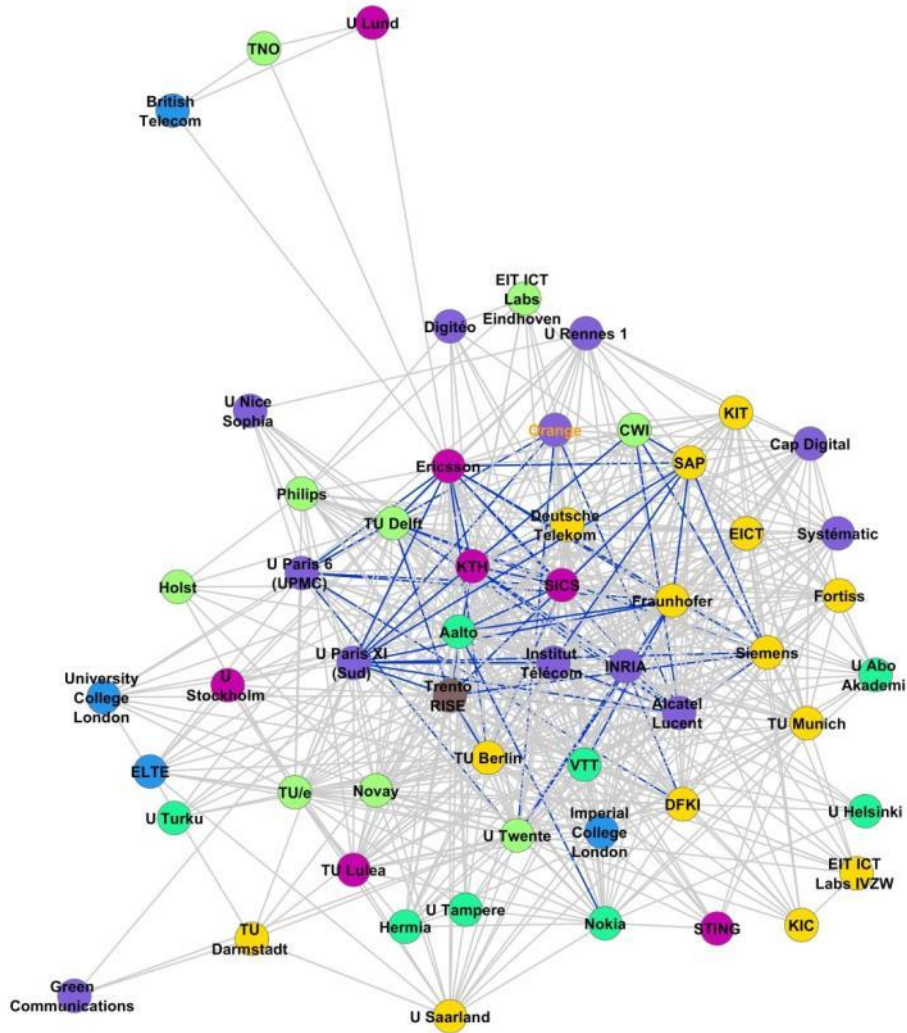 U Lund
TNO
British
Telecom
EIT ICT
Labs
Eindhoven
Digitéo
U Rennes 1
U Nice
Sophia
Orange
CWI
KIT
Cap Digital
Ericsson
SAP
Philips
TU Delft
Deutsche
Telekom
EICT
Systématic
U Paris 6
(UPMC)
KTH
SICS
Holst
Fraunhofer
Fortiss
Aalto
U Paris XI
(Sud)
Institut
Télécom
INRIA
Siemens
U Abo
Akademi
University
College
London
U
Stockholm
Trento
RISE
Alcatel
Lucent
TU Munich
ELTE
TU Berlin
VTT
TU/e
Novay
DFKI
U Turku
U Twente
Imperial
College
London
U Helsinki
TU Lulea
EIT ICT
Labs IVZW
U Tampere
Hermia
Nokia
STING
KIC
TU
Darmstadt
Green
Communications
U Saarland